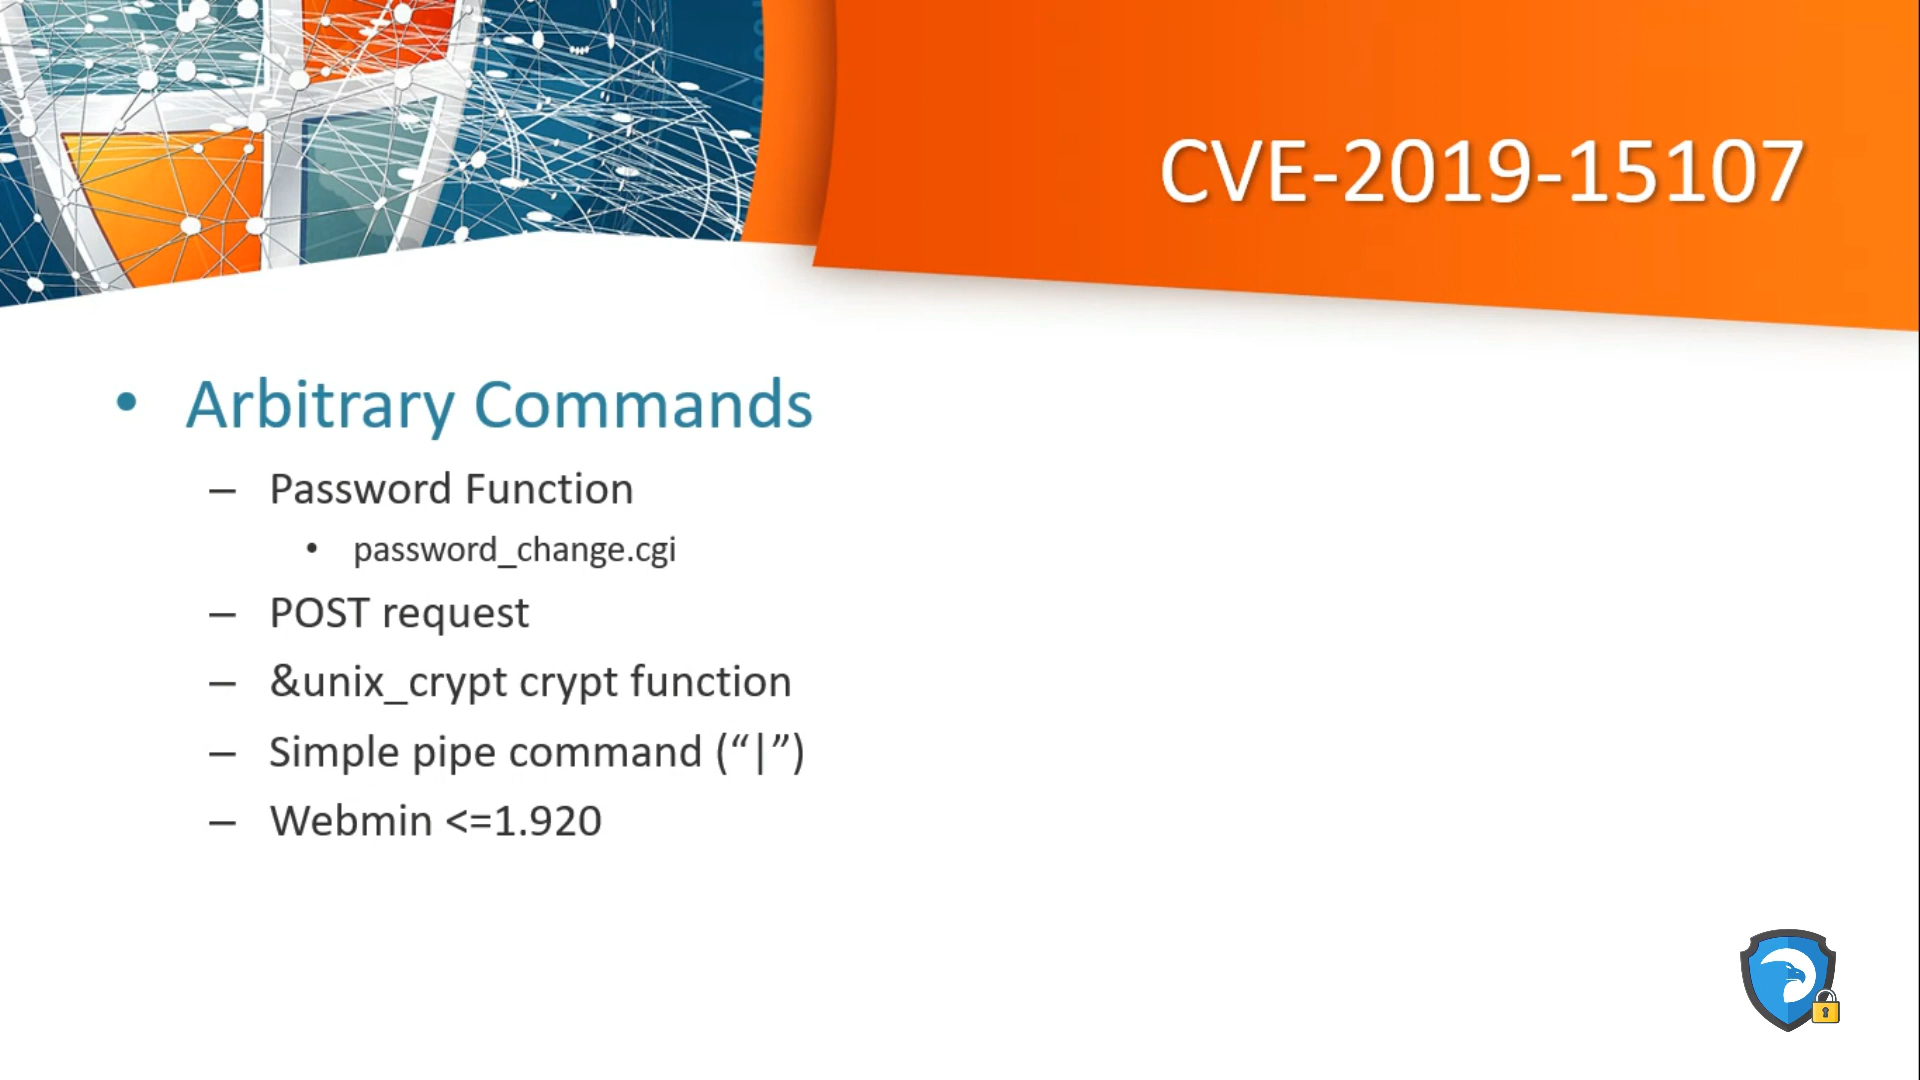 CVE-2019-15107
• Arbitrary Commands
– Password Function
• password_change.cgi
– POST request
– &unix_crypt crypt function
– Simple pipe command (“|”)
– Webmin <=1.920